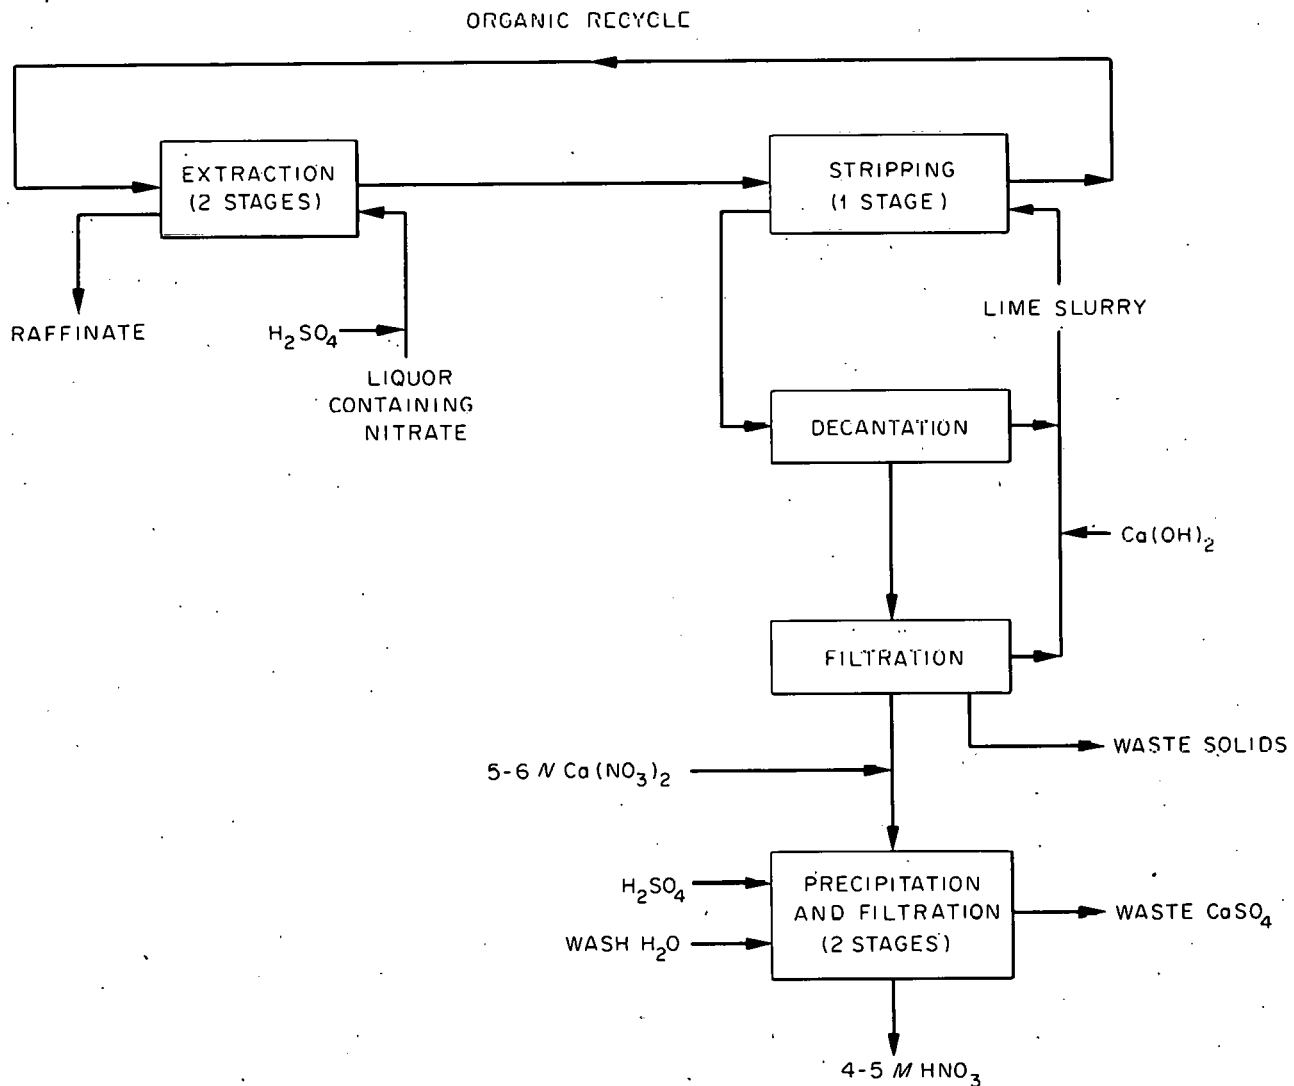 ORGANIC RECYCLE
EXTRACTION
(2 STAGES)
STRIPPING
(1 STAGE)
RAFFINATE
H₂SO₄
LIQUOR
CONTAINING
NITRATE
LIME SLURRY
DECANTATION
Ca(OH)₂
FILTRATION
WASTE SOLIDS
5-6 N Ca(NO₃)₂
H₂SO₄
WASH H₂O
PRECIPITATION
AND FILTRATION
(2 STAGES)
WASTE CaSO₄
4-5 M HNO₃